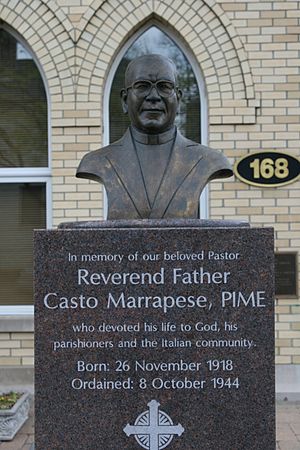 168
In memory of our beloved Pastor
Reverend Father
Casto Marrapese, PIME
who devoted his life to God, his
parishioners and the Italian community.
Born: 26 November 1918
Ordained: 8 October 1944